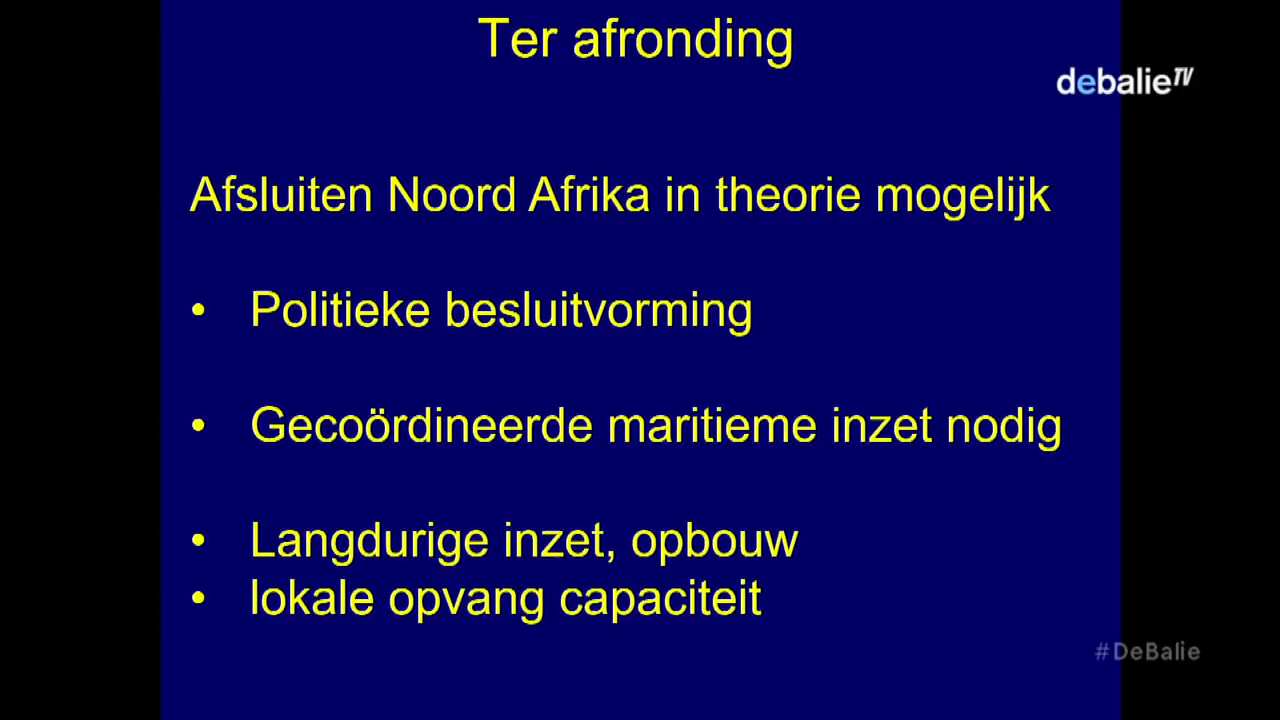 Ter afronding
debalieTV
Afsluiten Noord Afrika in theorie mogelijk
• Politieke besluitvorming
• Gecoördineerde maritieme inzet nodig
• Langdurige inzet, opbouw
• lokale opvang capaciteit
#DeBalie